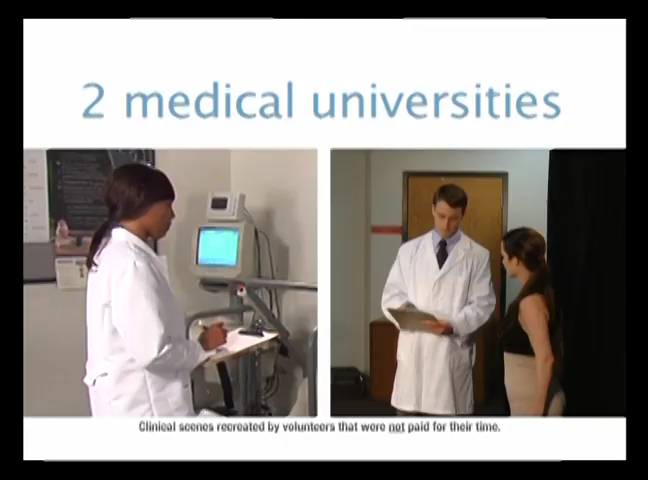 2 medical universities
Clinical scenes recreated by volunteers that were not paid for their time.